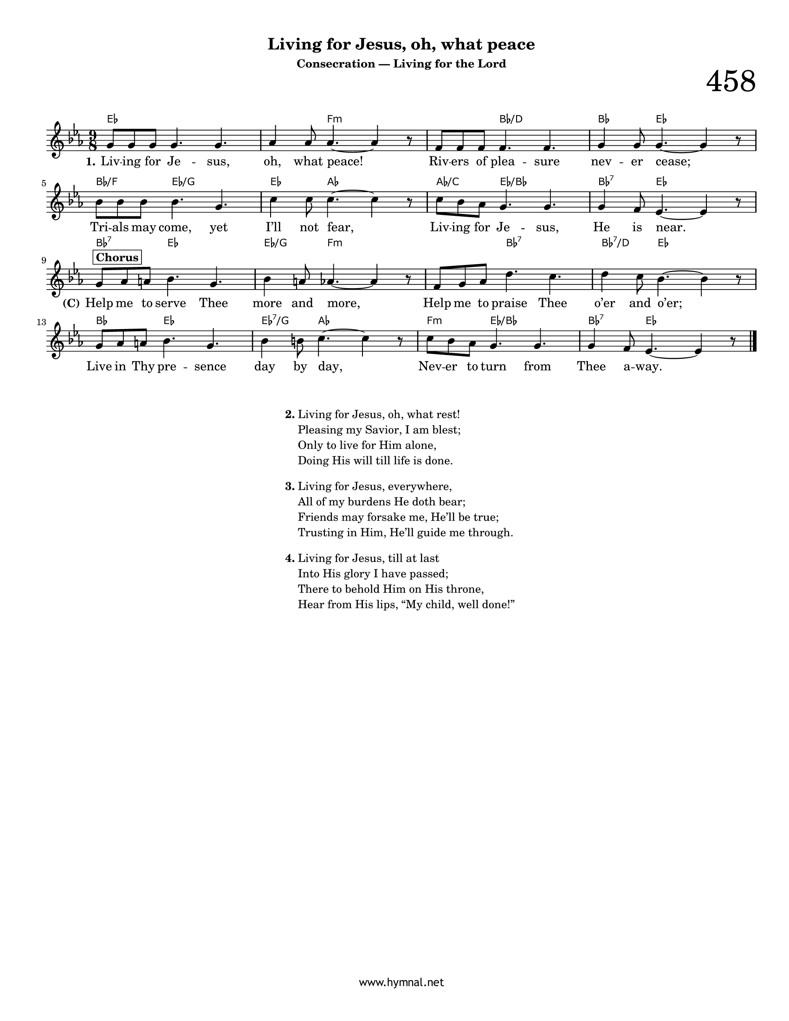 Living for Jesus, oh, what peace
Consecration — Living for the Lord
458
E♭ Fm B♭/D B♭ E♭
9
8
1. Liv-ing for Je - sus, oh, what peace! Riv-ers of plea - sure nev - er cease;
5
B♭/F E♭/G E♭ A♭ A♭/C E♭/B♭ B♭7 E♭
Tri-als may come, yet I'll not fear, Liv-ing for Je - sus, He is near.
B♭7 E♭ E♭/G Fm B♭7 B♭7/D E♭
9
Chorus
(C) Help me to serve Thee more and more, Help me to praise Thee o'er and o'er;
13
B♭ E♭ E♭7/G A♭ Fm E♭/B♭ B♭7 E♭
Live in Thy pre - sence day by day, Nev-er to turn from Thee a-way.
2. Living for Jesus, oh, what rest!
Pleasing my Savior, I am blest;
Only to live for Him alone,
Doing His will till life is done.
3. Living for Jesus, everywhere,
All of my burdens He doth bear;
Friends may forsake me, He'll be true;
Trusting in Him, He'll guide me through.
4. Living for Jesus, till at last
Into His glory I have passed;
There to behold Him on His throne,
Hear from His lips, “My child, well done!”
www.hymnal.net